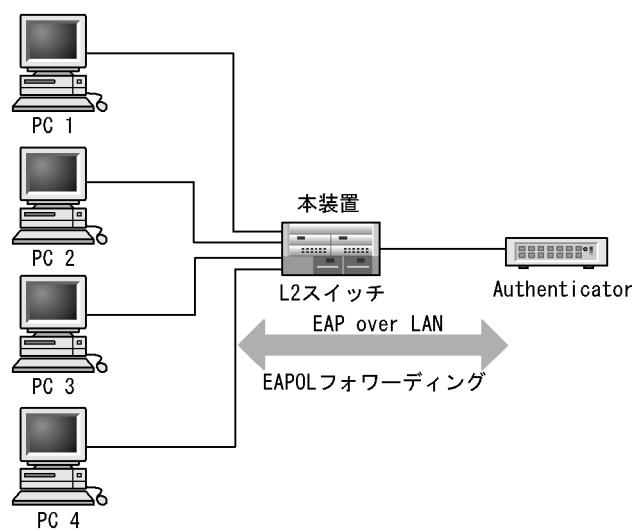 PC 1
PC 2
PC 3
PC 4
本装置
L2スイッチ
Authenticator
EAP over LAN
EAPOLフォワーディング